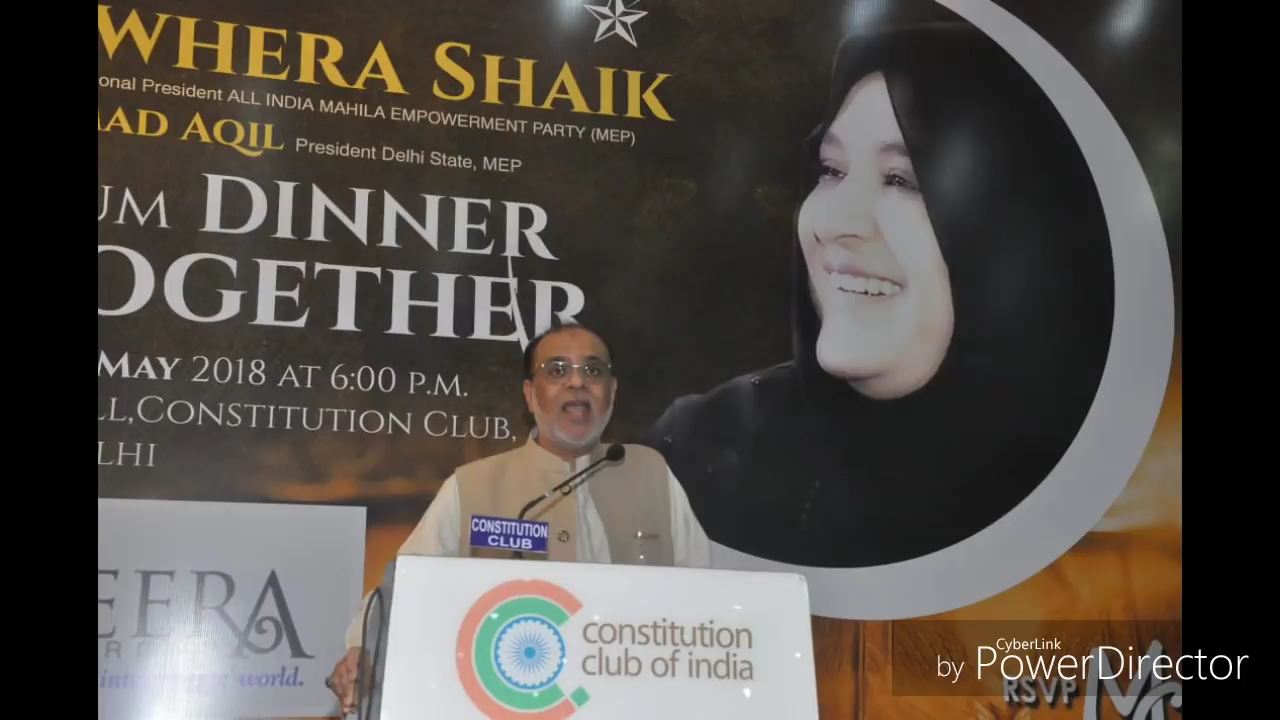 WHERA SHAIK
onal President ALL INDIA MAHILA EMPOWERMENT PARTY (MEP)
AD AQIL President Delhi State, MEP
UM DINNER
OGETHER
MAY 2018 AT 6:00 P.M.
LL, CONSTITUTION CLUB,
LHI
CONSTITUTION
CLUB
EERA
world.
constitution
club of india
RSVP
CyberLink
by PowerDirector